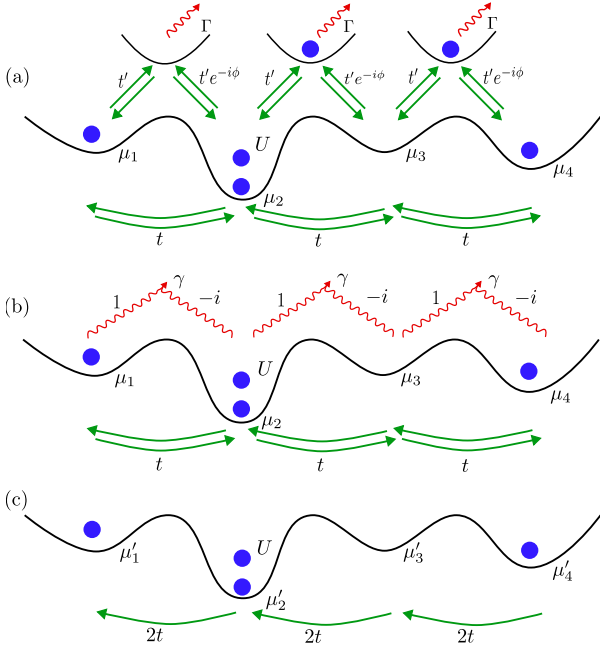 Γ Γ Γ
(a) t′ t′e^{-iϕ} t′ t′e^{-iϕ} t′ t′e^{-iϕ}
μ₁ U μ₂ μ₃ μ₄
t t t
(b) 1 γ −i 1 γ −i 1 γ −i
μ₁ U μ₂ μ₃ μ₄
t t t
(c)
μ′₁ U μ′₂ μ′₃ μ′₄
2t 2t 2t